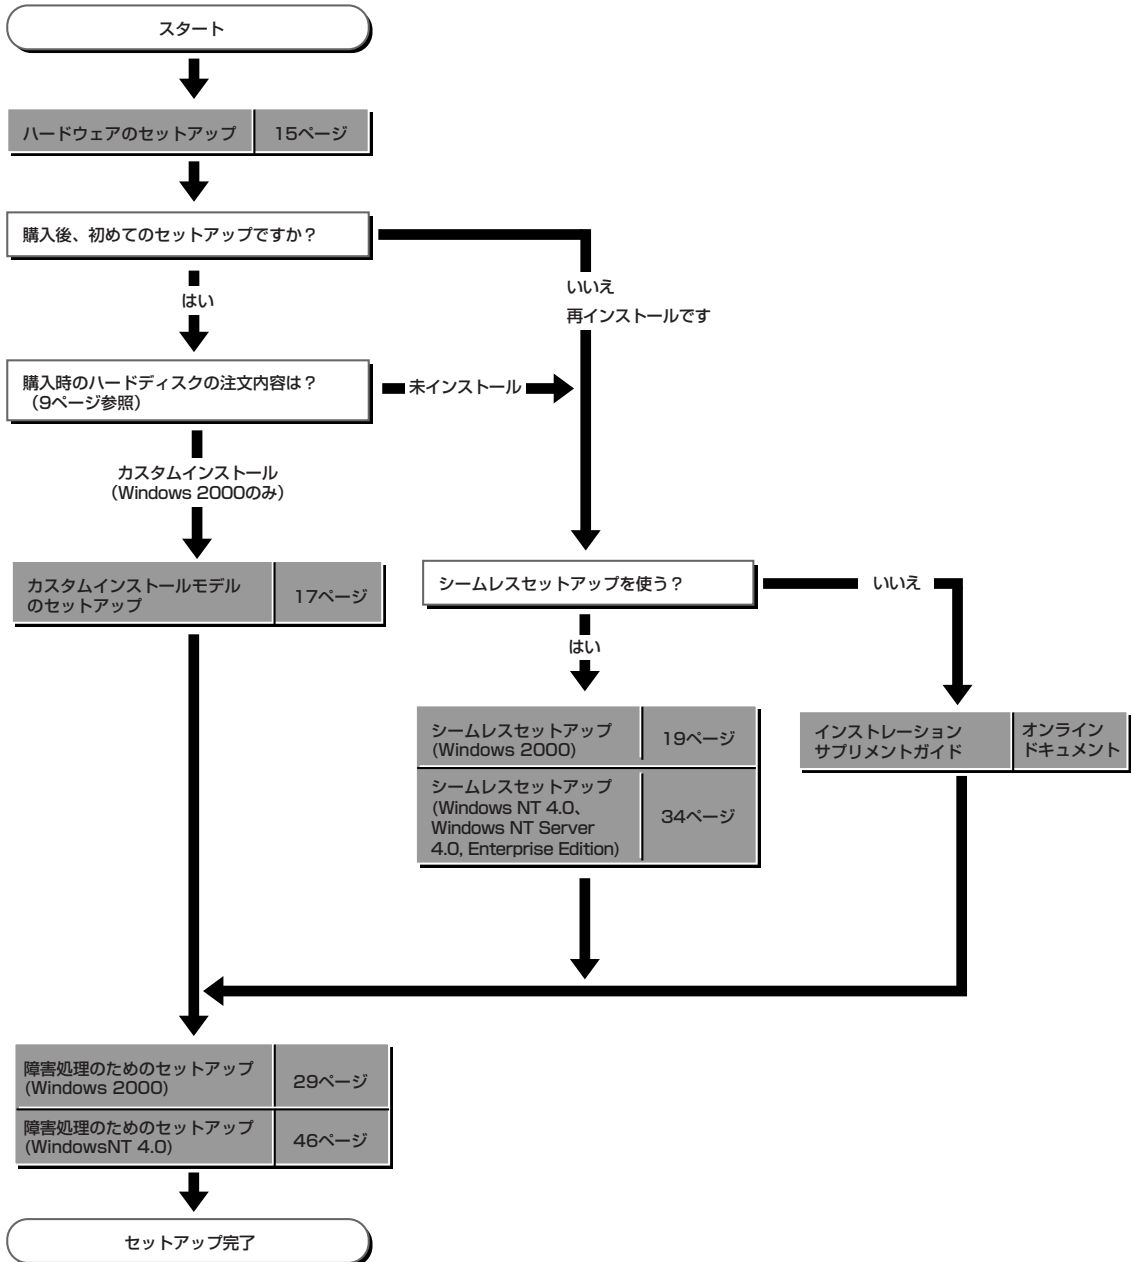 スタート
ハードウェアのセットアップ
15ページ
購入後、初めてのセットアップですか？
いいえ
再インストールです
はい
購入時のハードディスクの注文内容は？
（9ページ参照）
未インストール
カスタムインストール
（Windows 2000のみ）
カスタムインストールモデル
のセットアップ
17ページ
シームレスセットアップを使う？
いいえ
はい
シームレスセットアップ
(Windows 2000)
19ページ
シームレスセットアップ
(Windows NT 4.0、
Windows NT Server
4.0, Enterprise Edition)
34ページ
インストレーション
サプリメントガイド
オンライン
ドキュメント
障害処理のためのセットアップ
(Windows 2000)
29ページ
障害処理のためのセットアップ
(WindowsNT 4.0)
46ページ
セットアップ完了